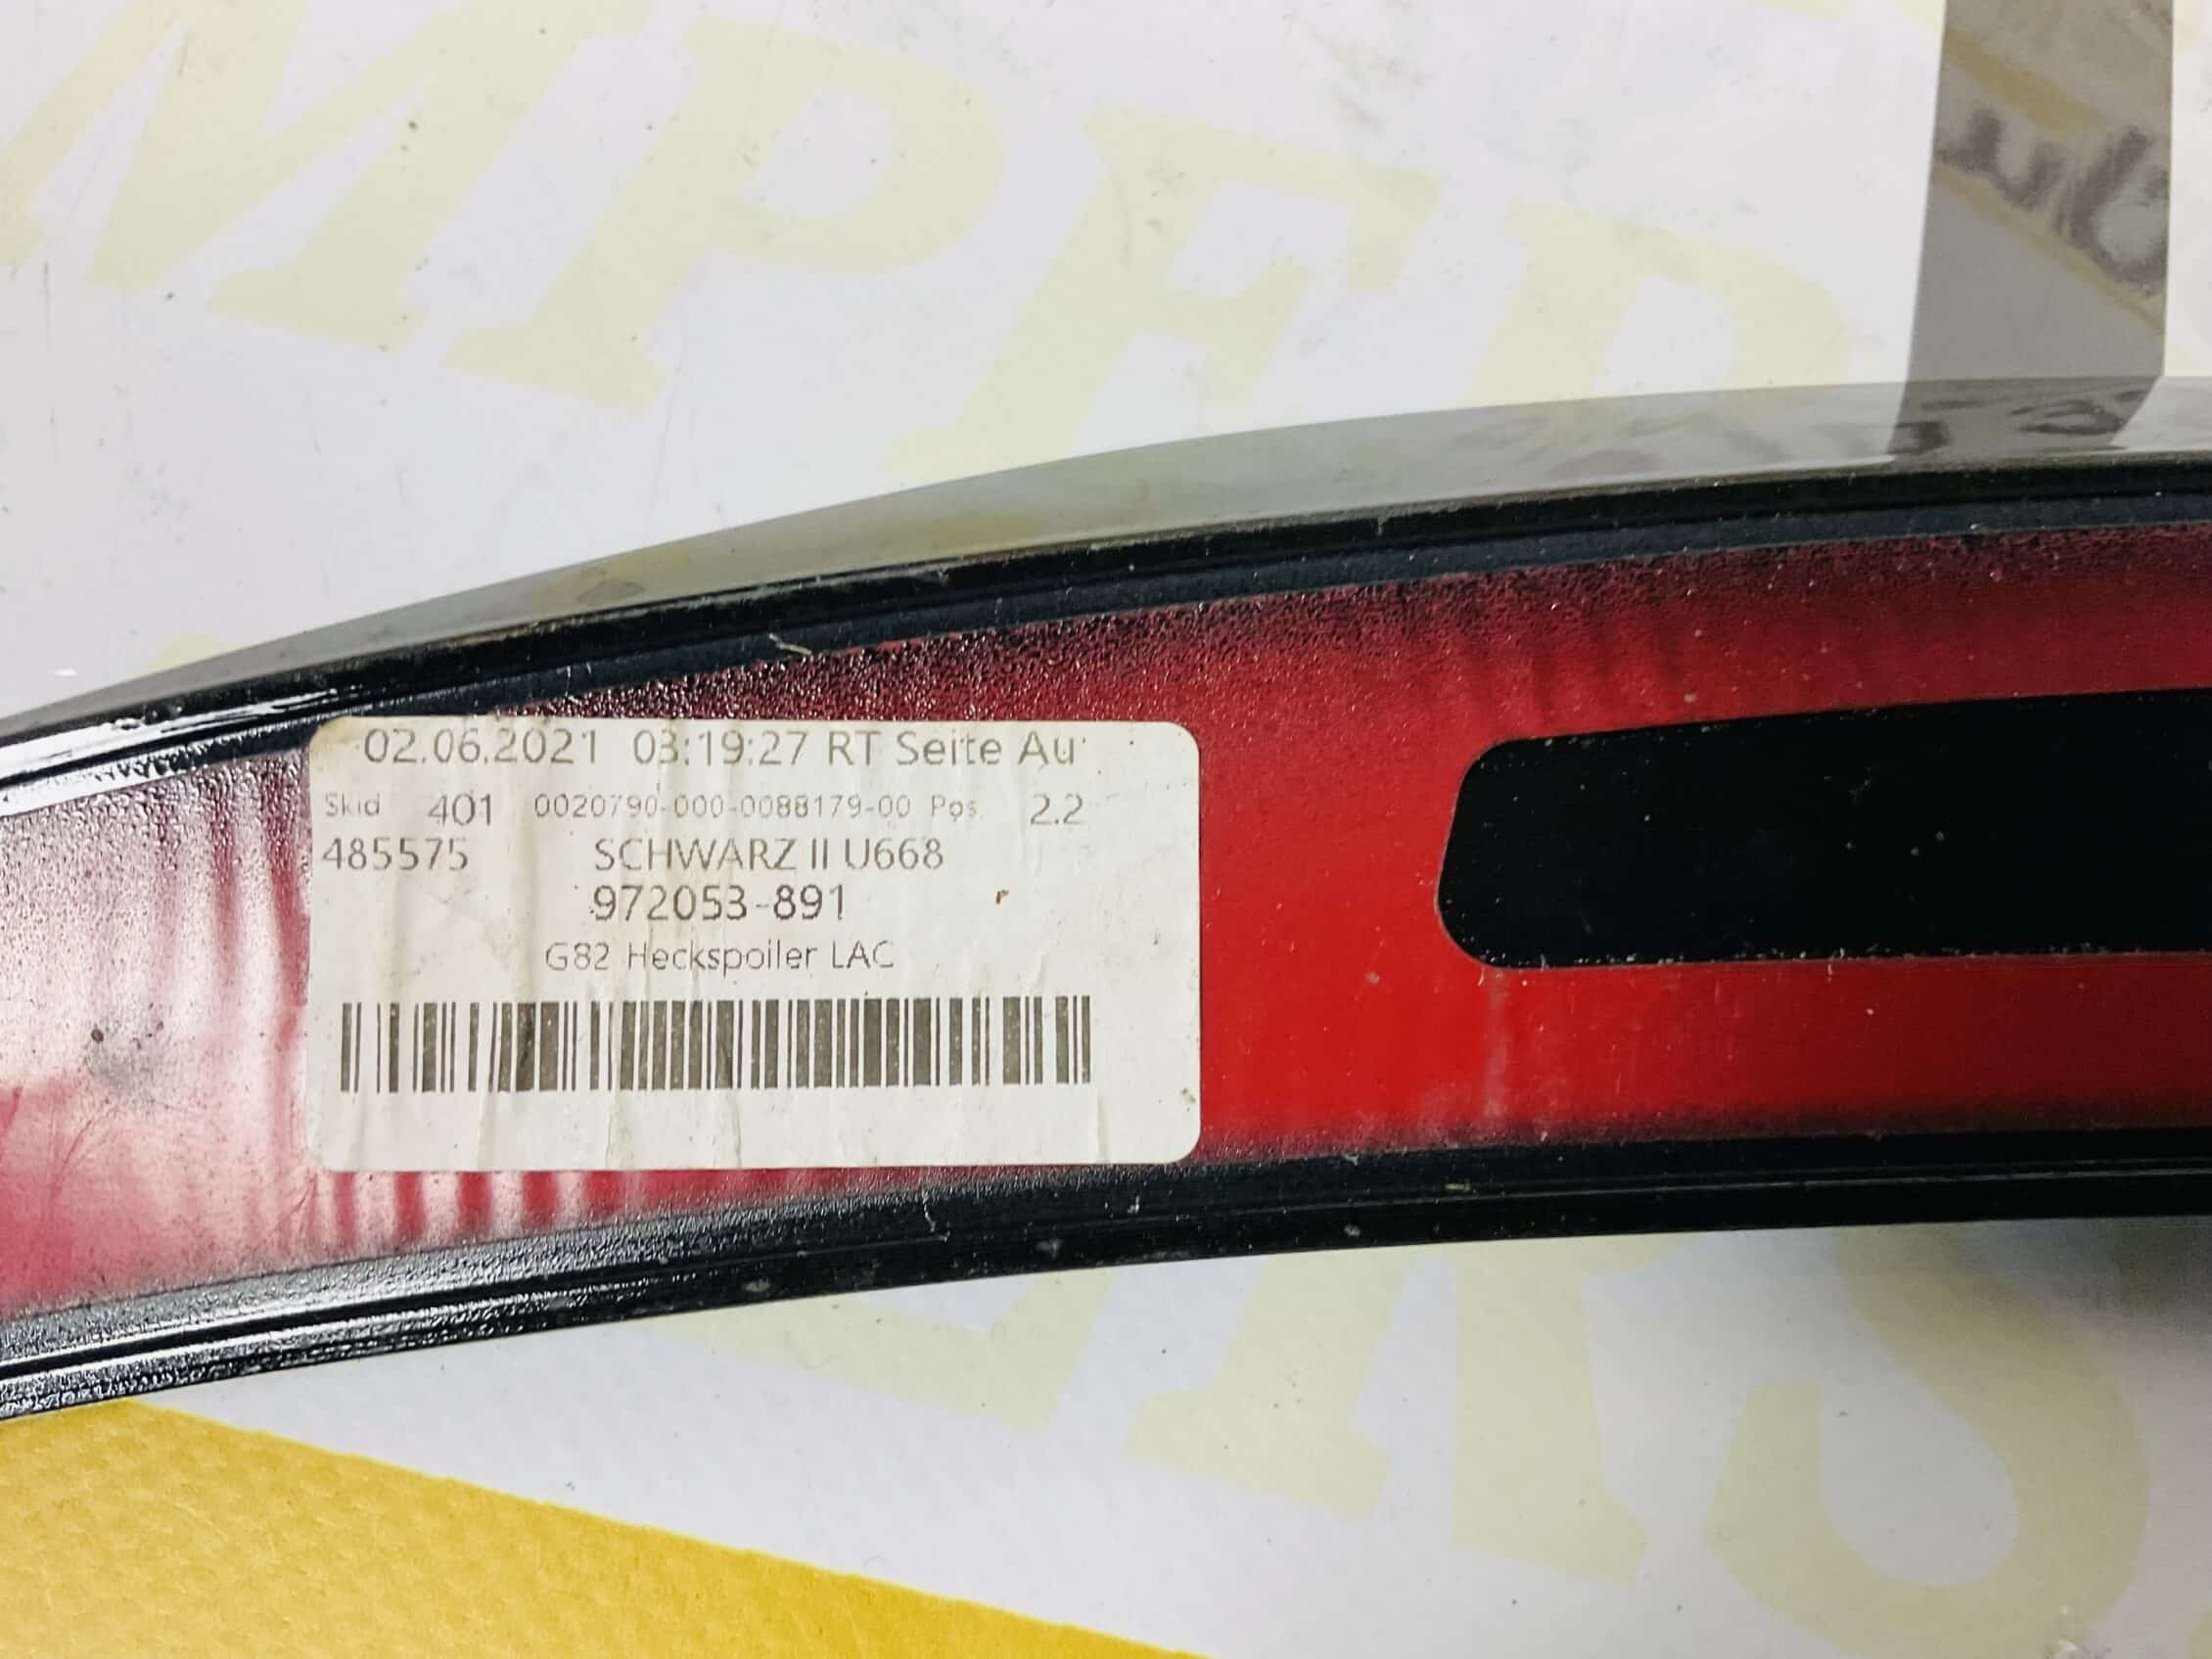 02.06.2021 03:19:27 RT Seite Au
Skid 401 0020790-000-0088179-00 Pos. 2.2
485575 SCHWARZ II U668
972053-891
G82 Heckspoiler LAC